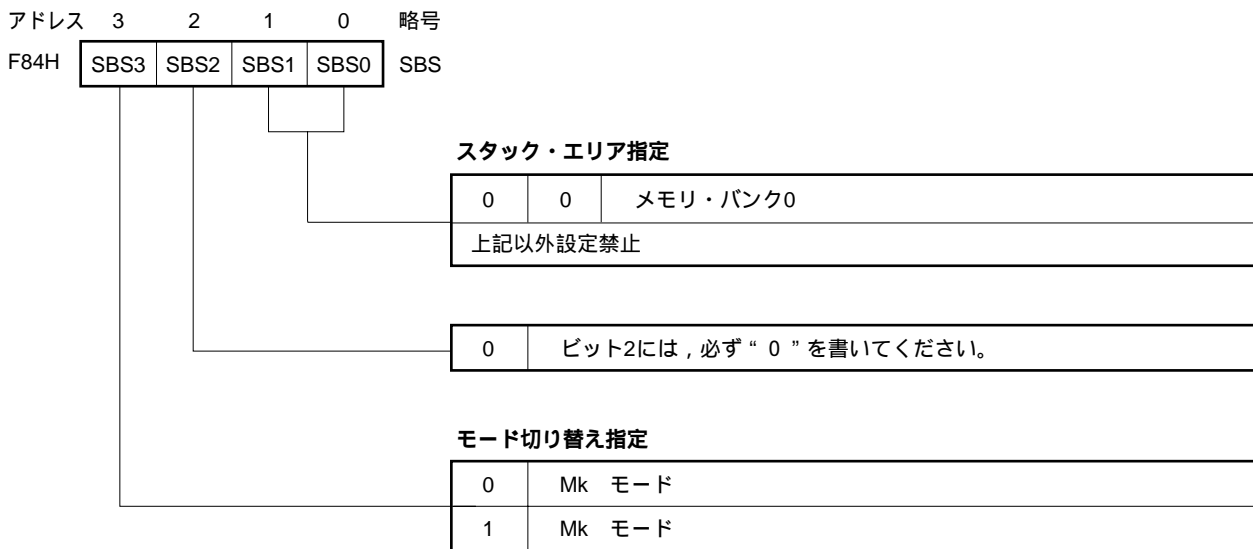 アドレス 3 2 1 0 略号
F84H SBS3 SBS2 SBS1 SBS0 SBS
スタック・エリア指定
0 0 メモリ・バンク0
上記以外設定禁止
0 ビット2には,必ず“ 0 ”を書いてください。
モード切り替え指定
0 Mk モード
1 Mk モード